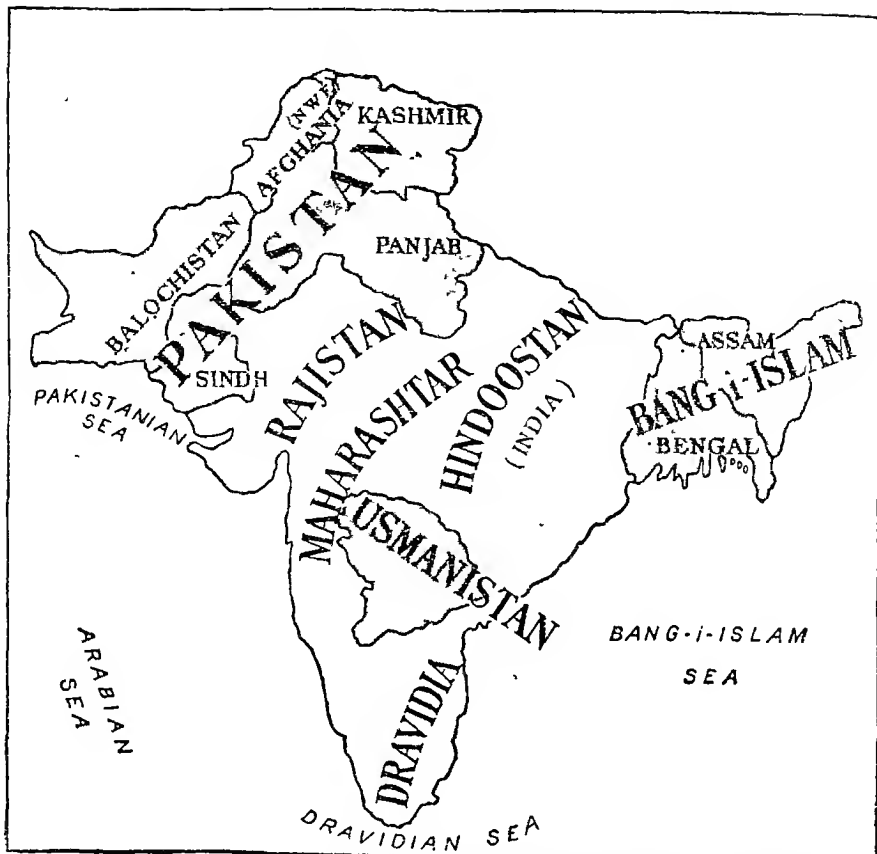 (NWF)
AFGHANIA
KASHMIR
PAKISTAN
PANJAB
BALOCHISTAN
SINDH
PAKISTANIAN
SEA
RAJISTAN
MAHARASHTAR
HINDOOSTAN
(INDIA)
ASSAM
BANG-i-ISLAM
BENGAL
USMANISTAN
DRAVIDIA
ARABIAN
SEA
BANG-i-ISLAM
SEA
DRAVIDIAN SEA